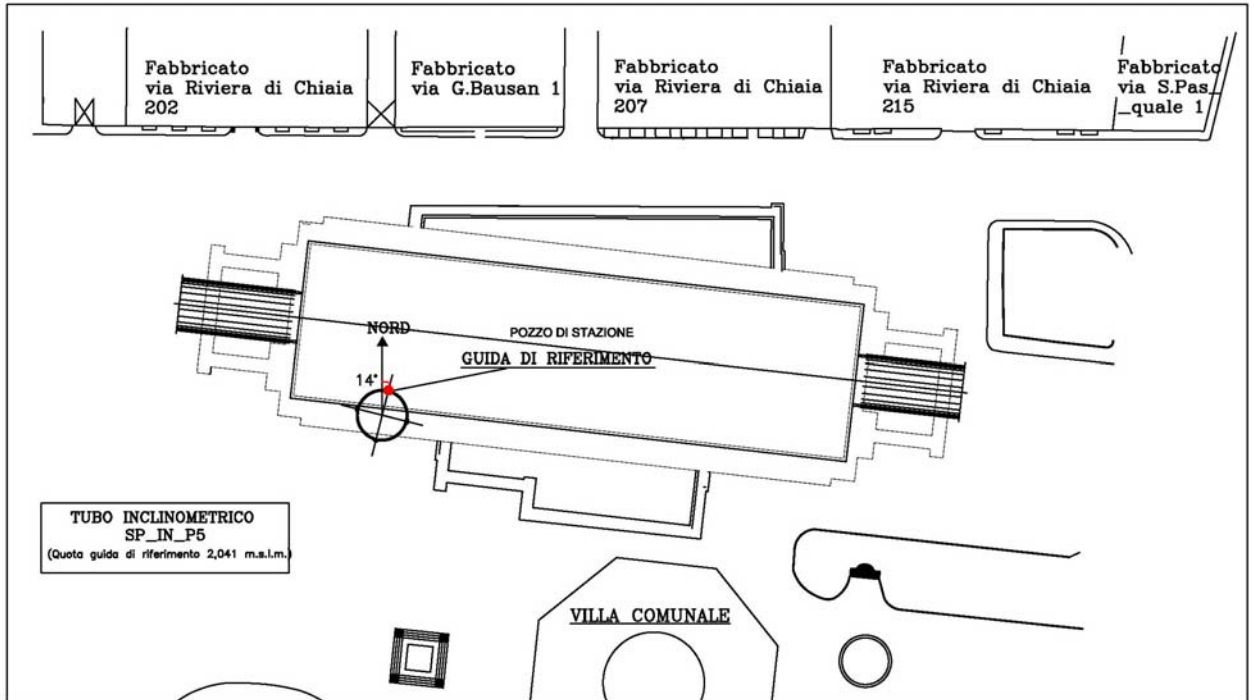 Fabbricato
via Riviera di Chiaia
202
Fabbricato
via G.Bausan 1
Fabbricato
via Riviera di Chiaia
207
Fabbricato
via Riviera di Chiaia
215
Fabbricato
via S.Pas_
_quale 1
NORD
POZZO DI STAZIONE
GUIDA DI RIFERIMENTO
14°
TUBO INCLINOMETRICO
SP_IN_P5
(Quota guida di riferimento 2,041 m.s.l.m.)
VILLA COMUNALE